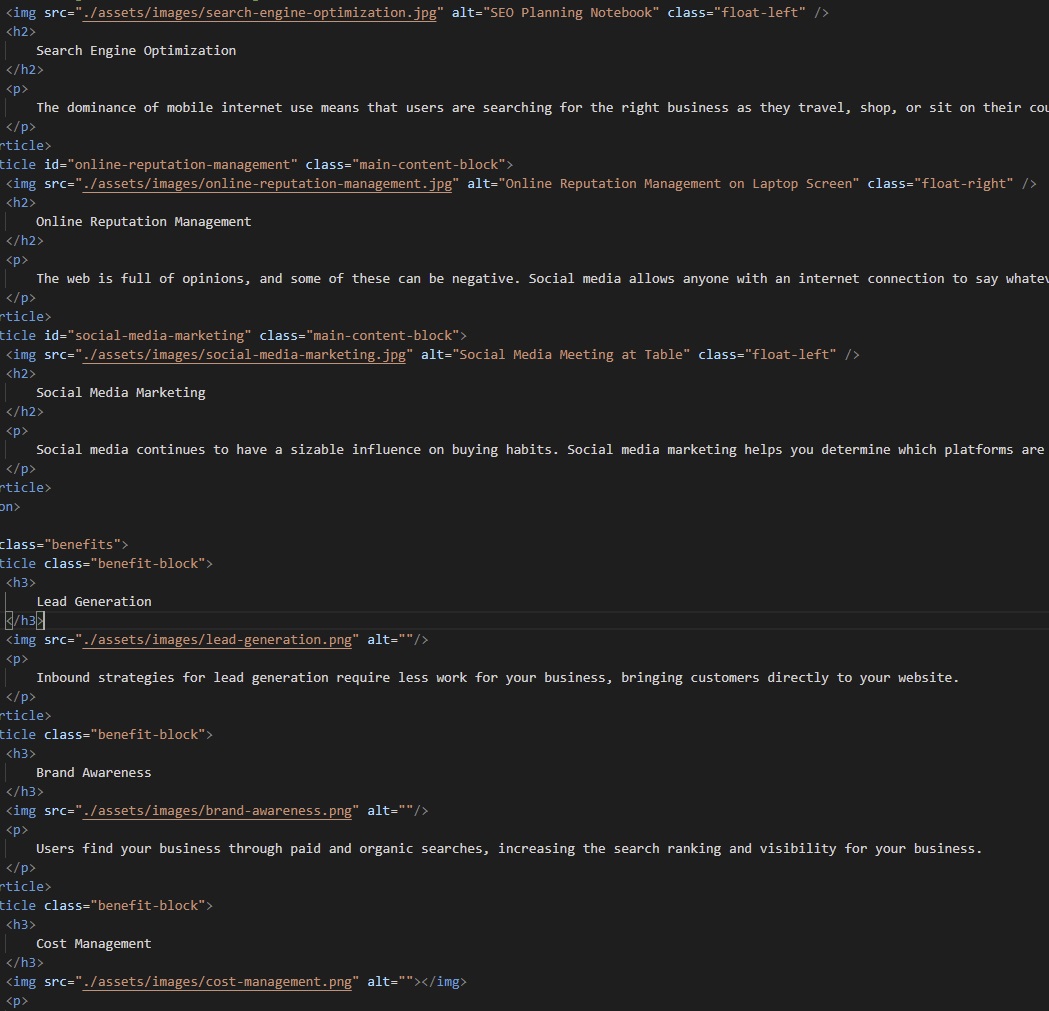 <img src="./assets/images/search-engine-optimization.jpg" alt="SEO Planning Notebook" class="float-left" />
<h2>
Search Engine Optimization
</h2>
<p>
The dominance of mobile internet use means that users are searching for the right business as they travel, shop, or sit on their cou
</p>
rticle>
ticle id="online-reputation-management" class="main-content-block">
<img src="./assets/images/online-reputation-management.jpg" alt="Online Reputation Management on Laptop Screen" class="float-right" />
<h2>
Online Reputation Management
</h2>
<p>
The web is full of opinions, and some of these can be negative. Social media allows anyone with an internet connection to say whatev
</p>
rticle>
ticle id="social-media-marketing" class="main-content-block">
<img src="./assets/images/social-media-marketing.jpg" alt="Social Media Meeting at Table" class="float-left" />
<h2>
Social Media Marketing
</h2>
<p>
Social media continues to have a sizable influence on buying habits. Social media marketing helps you determine which platforms are
</p>
rticle>
on>
class="benefits">
ticle class="benefit-block">
<h3>
Lead Generation
</h3>
<img src="./assets/images/lead-generation.png" alt=""/>
<p>
Inbound strategies for lead generation require less work for your business, bringing customers directly to your website.
</p>
rticle>
ticle class="benefit-block">
<h3>
Brand Awareness
</h3>
<img src="./assets/images/brand-awareness.png" alt=""/>
<p>
Users find your business through paid and organic searches, increasing the search ranking and visibility for your business.
</p>
rticle>
ticle class="benefit-block">
<h3>
Cost Management
</h3>
<img src="./assets/images/cost-management.png" alt=""></img>
<p>